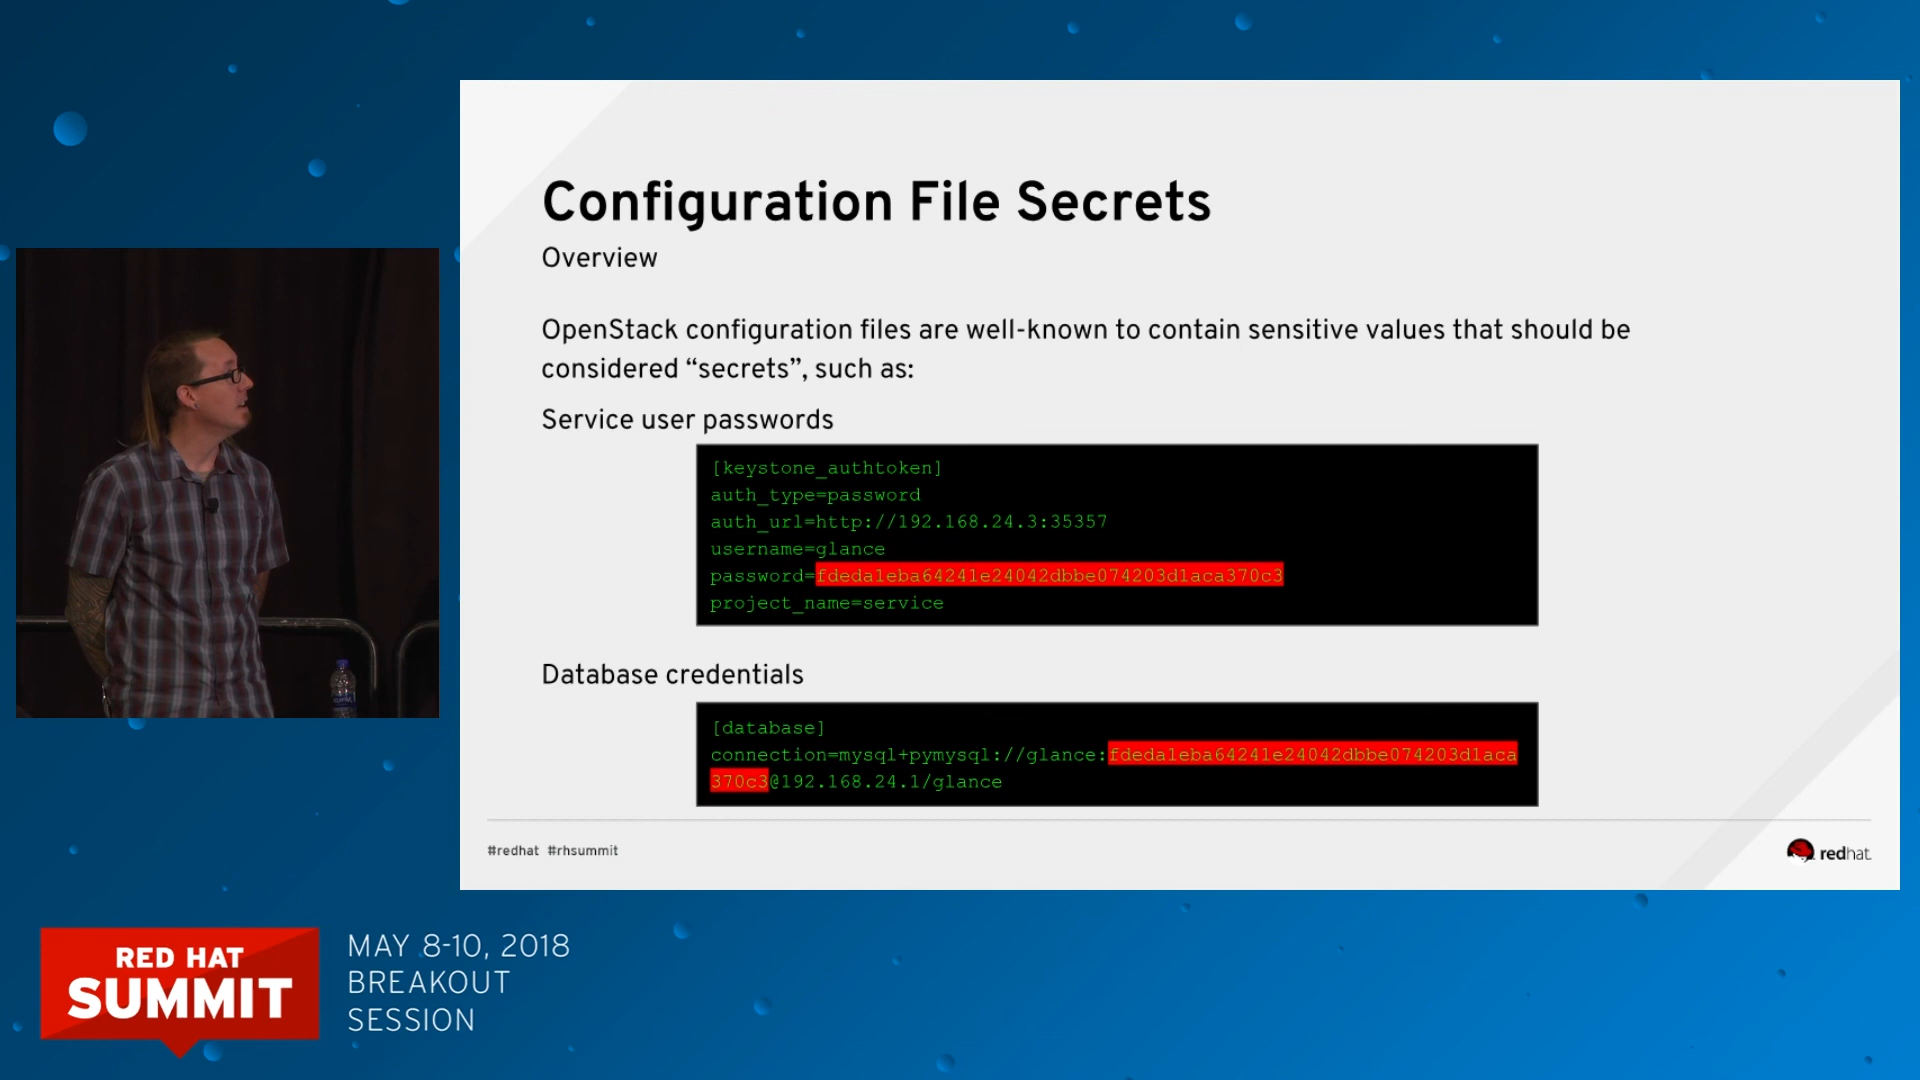 Configuration File Secrets
Overview
OpenStack configuration files are well-known to contain sensitive values that should be
considered “secrets”, such as:
Service user passwords
[keystone_authtoken]
auth_type=password
auth_url=http://192.168.24.3:35357
username=glance
password=fdeda1eba64241e24042dbbe074203d1aca370c3
project_name=service
Database credentials
[database]
connection=mysql+pymysql://glance:fdeda1eba64241e24042dbbe074203d1aca
370c3@192.168.24.1/glance
#redhat #rhsummit
redhat.
RED HAT
SUMMIT
MAY 8-10, 2018
BREAKOUT
SESSION